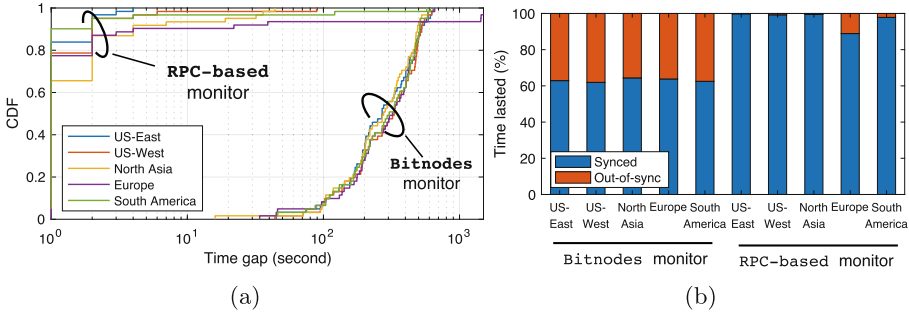 1
0.8
0.6
0.4
0.2
0
CDF
10^0
10^1
10^2
10^3
Time gap (second)
RPC-based
monitor
Bitnodes
monitor
US-East
US-West
North Asia
Europe
South America
(a)
100
80
60
40
20
0
Time lasted (%)
Synced
Out-of-sync
US-East
US-West
North Asia
Europe
South America
US-East
US-West
North Asia
Europe
South America
Bitnodes monitor
RPC-based monitor
(b)